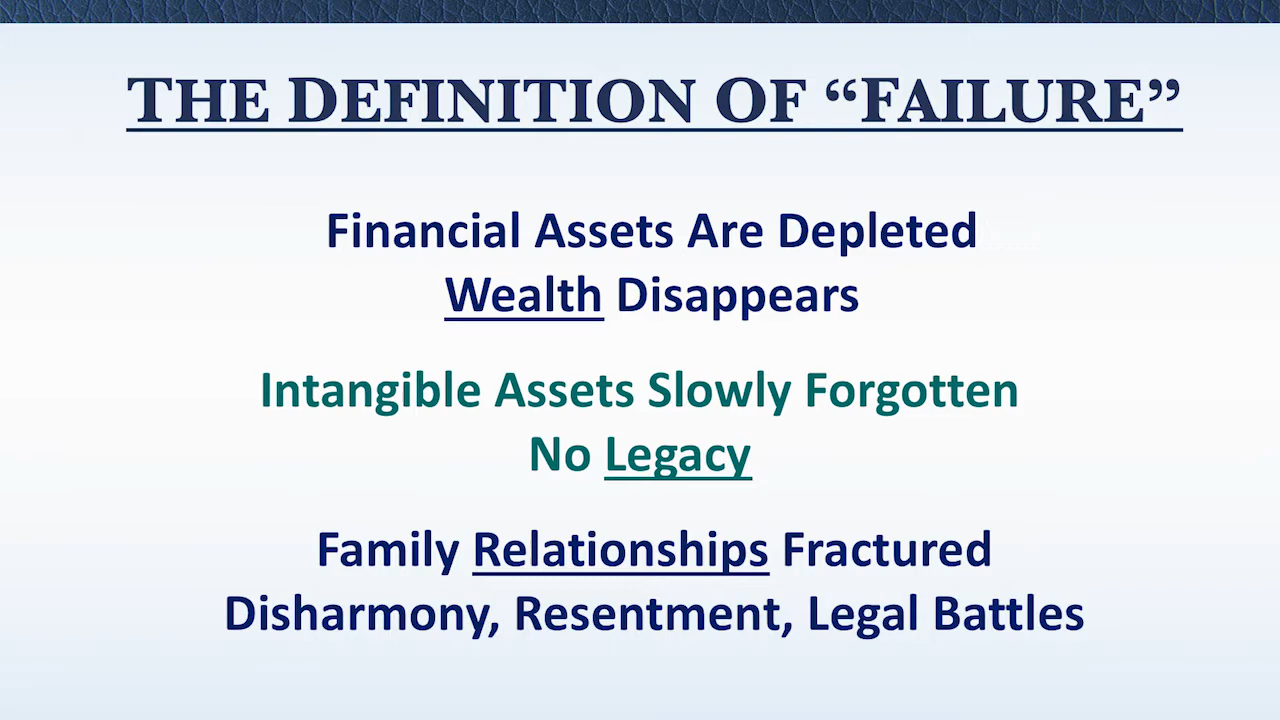 THE DEFINITION OF “FAILURE”
Financial Assets Are Depleted
Wealth Disappears
Intangible Assets Slowly Forgotten
No Legacy
Family Relationships Fractured
Disharmony, Resentment, Legal Battles